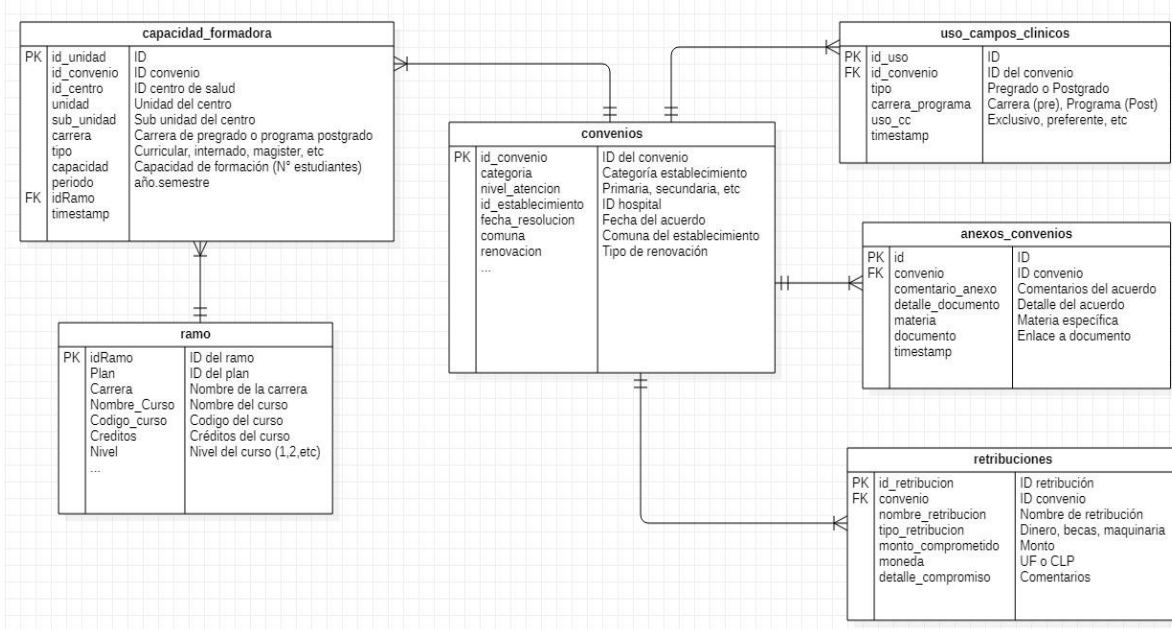 capacidad_formadora
PK id_unidad ID
id_convenio ID convenio
id_centro ID centro de salud
unidad Unidad del centro
sub_unidad Sub unidad del centro
carrera Carrera de pregrado o programa postgrado
tipo Curricular, internado, magister, etc
capacidad Capacidad de formación (N° estudiantes)
periodo año.semestre
FK idRamo
timestamp
ramo
PK idRamo ID del ramo
Plan ID del plan
Carrera Nombre de la carrera
Nombre_Curso Nombre del curso
Codigo_curso Codigo del curso
Creditos Créditos del curso
Nivel Nivel del curso (1,2,etc)
...
convenios
PK id_convenio ID del convenio
categoria Categoría establecimiento
nivel_atencion Primaria, secundaria, etc
id_establecimiento ID hospital
fecha_resolucion Fecha del acuerdo
comuna Comuna del establecimiento
renovacion Tipo de renovación
...
uso_campos_clinicos
PK id_uso ID
FK id_convenio ID del convenio
tipo Pregrado o Postgrado
carrera_programa Carrera (pre), Programa (Post)
uso_cc Exclusivo, preferente, etc
timestamp
anexos_convenios
PK id ID
FK convenio ID convenio
comentario_anexo Comentarios del acuerdo
detalle_documento Detalle del acuerdo
materia Materia específica
documento Enlace a documento
timestamp
retribuciones
PK id_retribucion ID retribución
FK convenio ID convenio
nombre_retribucion Nombre de retribución
tipo_retribucion Dinero, becas, maquinaria
monto_comprometido Monto
moneda UF o CLP
detalle_compromiso Comentarios